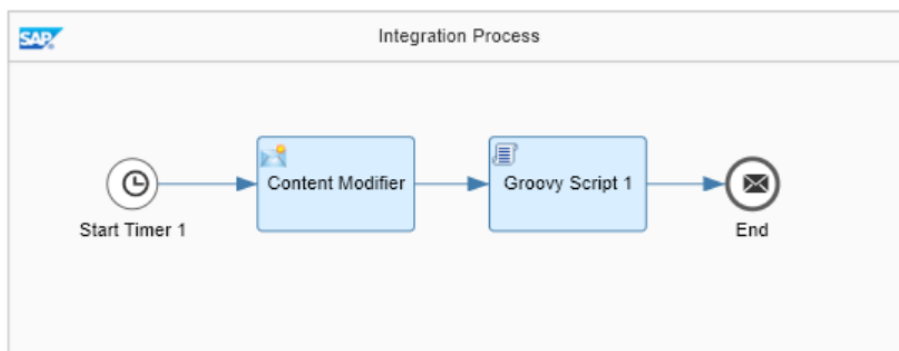 SAP
Integration Process
Content Modifier
Groovy Script 1
Start Timer 1
End